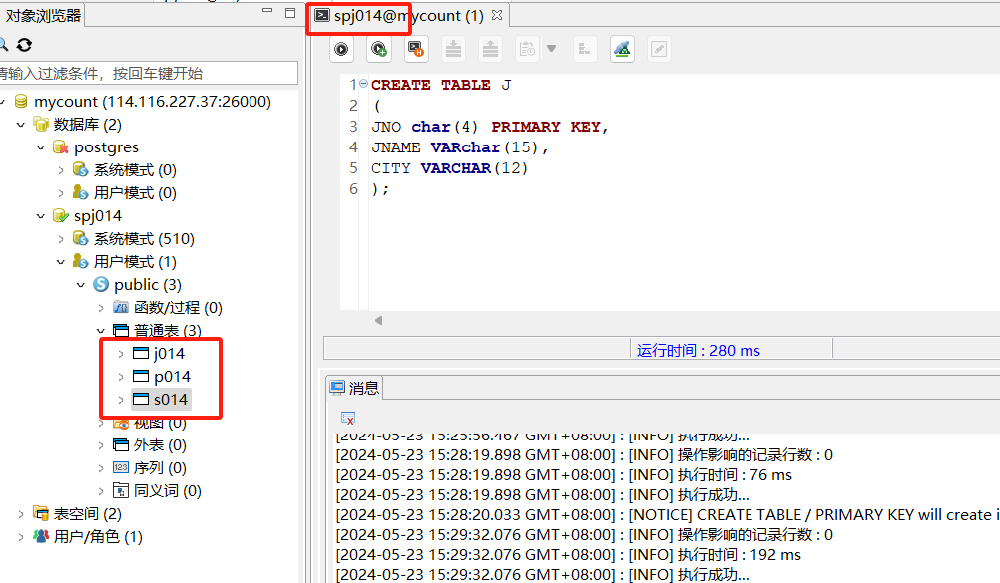 对象浏览器
请输入过滤条件，按回车键开始
mycount (114.116.227.37:26000)
数据库 (2)
postgres
系统模式 (0)
用户模式 (0)
spj014
系统模式 (510)
用户模式 (1)
public (3)
函数/过程 (0)
普通表 (3)
j014
p014
s014
视图 (0)
外表 (0)
序列 (0)
同义词 (0)
表空间 (2)
用户/角色 (1)
spj014@mycount (1)
1 CREATE TABLE J
2 (
3 JNO char(4) PRIMARY KEY,
4 JNAME VARchar(15),
5 CITY VARCHAR(12)
6 );
运行时间 : 280 ms
消息
[2024-05-23 15:25:56.467 GMT+08:00] : [INFO] 执行成功...
[2024-05-23 15:28:19.898 GMT+08:00] : [INFO] 操作影响的记录行数 : 0
[2024-05-23 15:28:19.898 GMT+08:00] : [INFO] 执行时间 : 76 ms
[2024-05-23 15:28:19.898 GMT+08:00] : [INFO] 执行成功...
[2024-05-23 15:28:20.033 GMT+08:00] : [NOTICE] CREATE TABLE / PRIMARY KEY will create i
[2024-05-23 15:29:32.076 GMT+08:00] : [INFO] 操作影响的记录行数 : 0
[2024-05-23 15:29:32.076 GMT+08:00] : [INFO] 执行时间 : 192 ms
[2024-05-23 15:29:32.076 GMT+08:00] : [INFO] 执行成功...